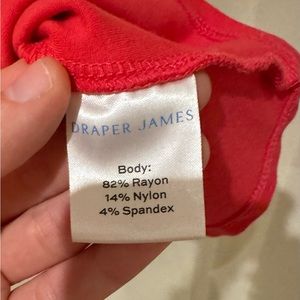 DRAPER JAMES
Body:
82% Rayon
14% Nylon
4% Spandex